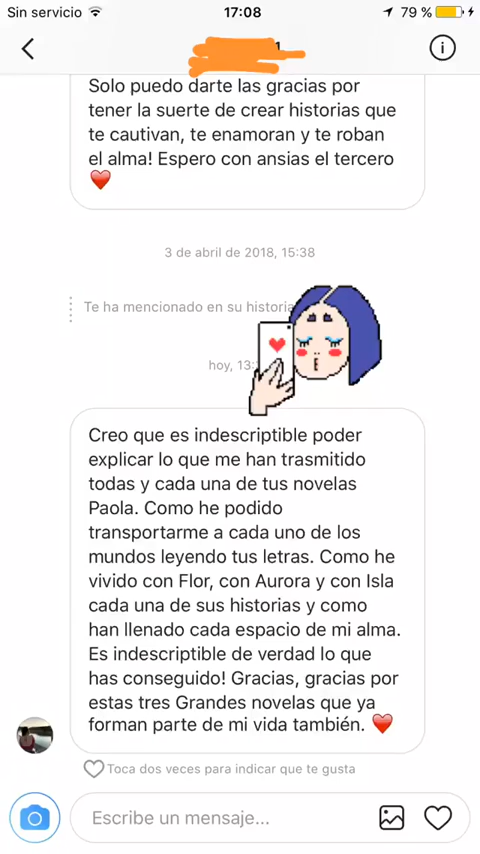 Sin servicio
17:08
79 %
Solo puedo darte las gracias por
tener la suerte de crear historias que
te cautivan, te enamoran y te roban
el alma! Espero con ansias el tercero
❤️
3 de abril de 2018, 15:38
Te ha mencionado en su historia
hoy, 13:
Creo que es indescriptible poder
explicar lo que me han trasmitido
todas y cada una de tus novelas
Paola. Como he podido
transportarme a cada uno de los
mundos leyendo tus letras. Como he
vivido con Flor, con Aurora y con Isla
cada una de sus historias y como
han llenado cada espacio de mi alma.
Es indescriptible de verdad lo que
has conseguido! Gracias, gracias por
estas tres Grandes novelas que ya
forman parte de mi vida también. ❤️
Toca dos veces para indicar que te gusta
Escribe un mensaje...